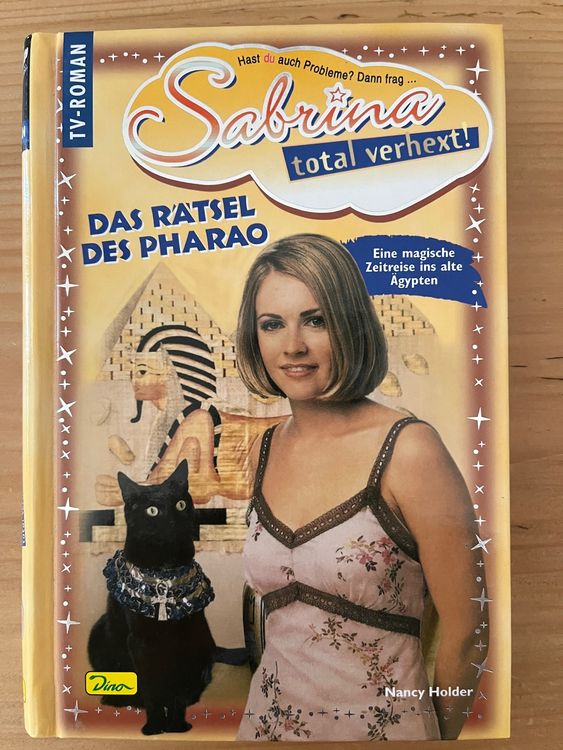 TV-ROMAN
Hast du auch Probleme? Dann frag ...
Sabrina
total verhext!
DAS RÄTSEL
DES PHARAO
Eine magische
Zeitreise ins alte
Ägypten
Dino
Nancy Holder